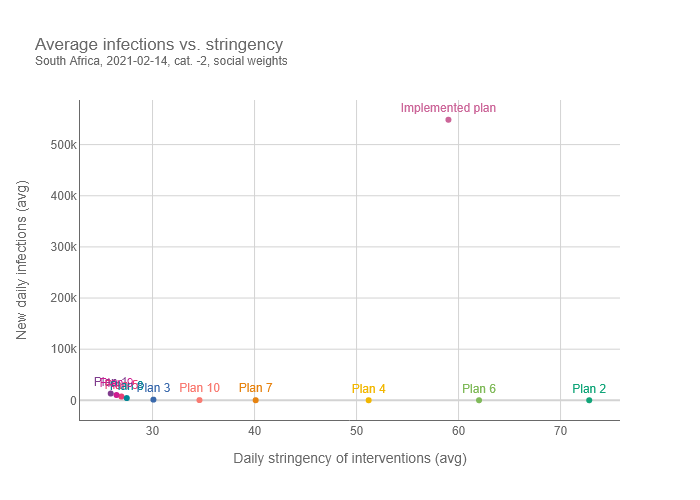 Average infections vs. stringency
South Africa, 2021-02-14, cat. -2, social weights
Implemented plan
500k
400k
300k
200k
100k
0
New daily infections (avg)
Plan 3
Plan 10
Plan 7
Plan 4
Plan 6
Plan 2
30
40
50
60
70
Daily stringency of interventions (avg)